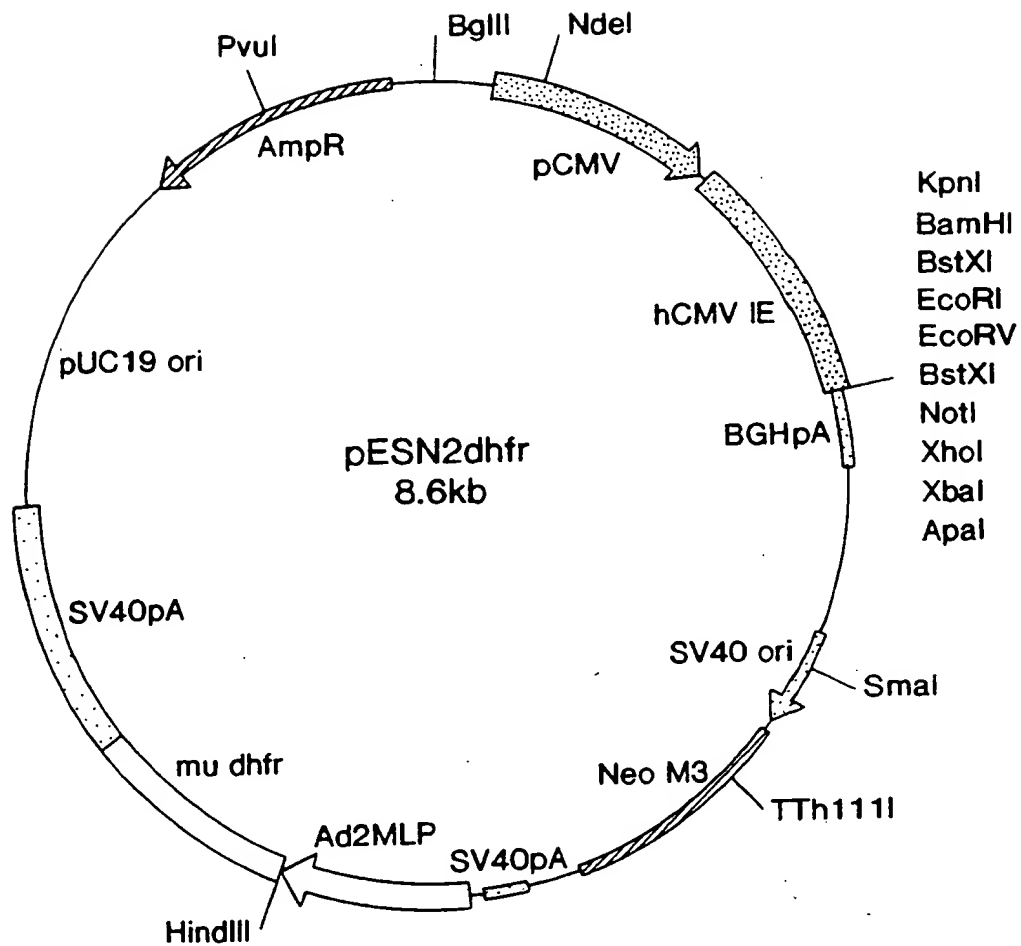 BglII
NdeI
PvuI
AmpR
pCMV
KpnI
BamHI
BstXI
EcoRI
EcoRV
BstXI
NotI
XhoI
XbaI
ApaI
hCMV IE
pUC19 ori
BGHpA
pESN2dhfr
8.6kb
SV40pA
SV40 ori
SmaI
mu dhfr
Neo M3
TTh111I
Ad2MLP
SV40pA
HindIII